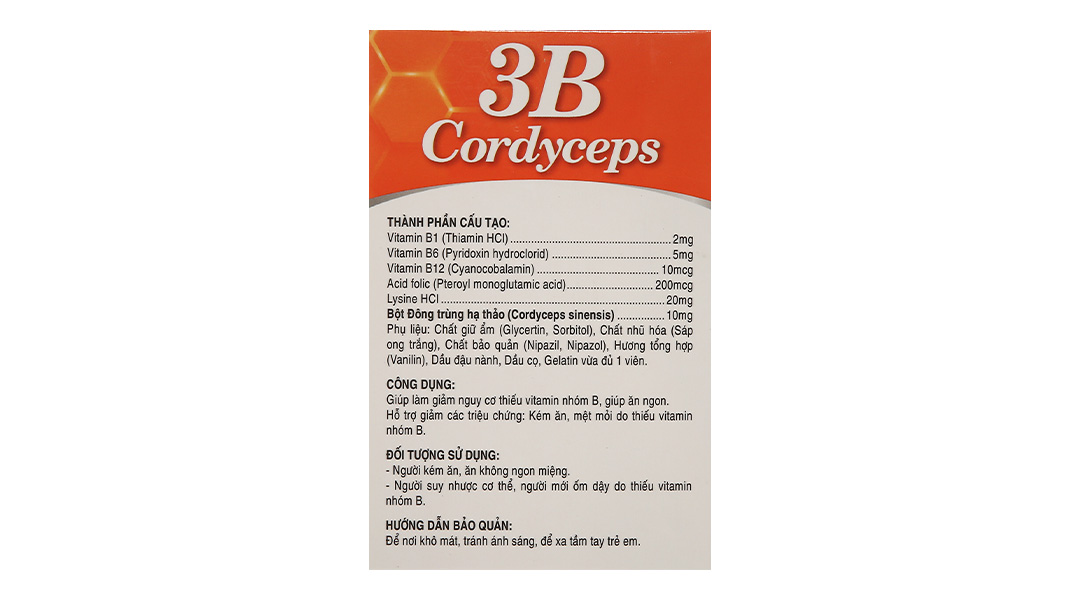 3B
Cordyceps
THÀNH PHẦN CẤU TẠO:
Vitamin B1 (Thiamin HCl)..................................................... 2mg
Vitamin B6 (Pyridoxin hydroclorid) ....................................... 5mg
Vitamin B12 (Cyanocobalamin) ........................................ 10mcg
Acid folic (Pteroyl monoglutamic acid)........................... 200mcg
Lysine HCl.......................................................................... 20mg
Bột Đông trùng hạ thảo (Cordyceps sinensis) ................ 10mg
Phụ liệu: Chất giữ ẩm (Glycertin, Sorbitol), Chất nhũ hóa (Sáp
ong trắng), Chất bảo quản (Nipazil, Nipazol), Hương tổng hợp
(Vanilin), Dầu đậu nành, Dầu cọ, Gelatin vừa đủ 1 viên.
CÔNG DỤNG:
Giúp làm giảm nguy cơ thiếu vitamin nhóm B, giúp ăn ngon.
Hỗ trợ giảm các triệu chứng: Kém ăn, mệt mỏi do thiếu vitamin
nhóm B.
ĐỐI TƯỢNG SỬ DỤNG:
- Người kém ăn, ăn không ngon miệng.
- Người suy nhược cơ thể, người mới ốm dậy do thiếu vitamin
nhóm B.
HƯỚNG DẪN BẢO QUẢN:
Để nơi khô mát, tránh ánh sáng, để xa tầm tay trẻ em.